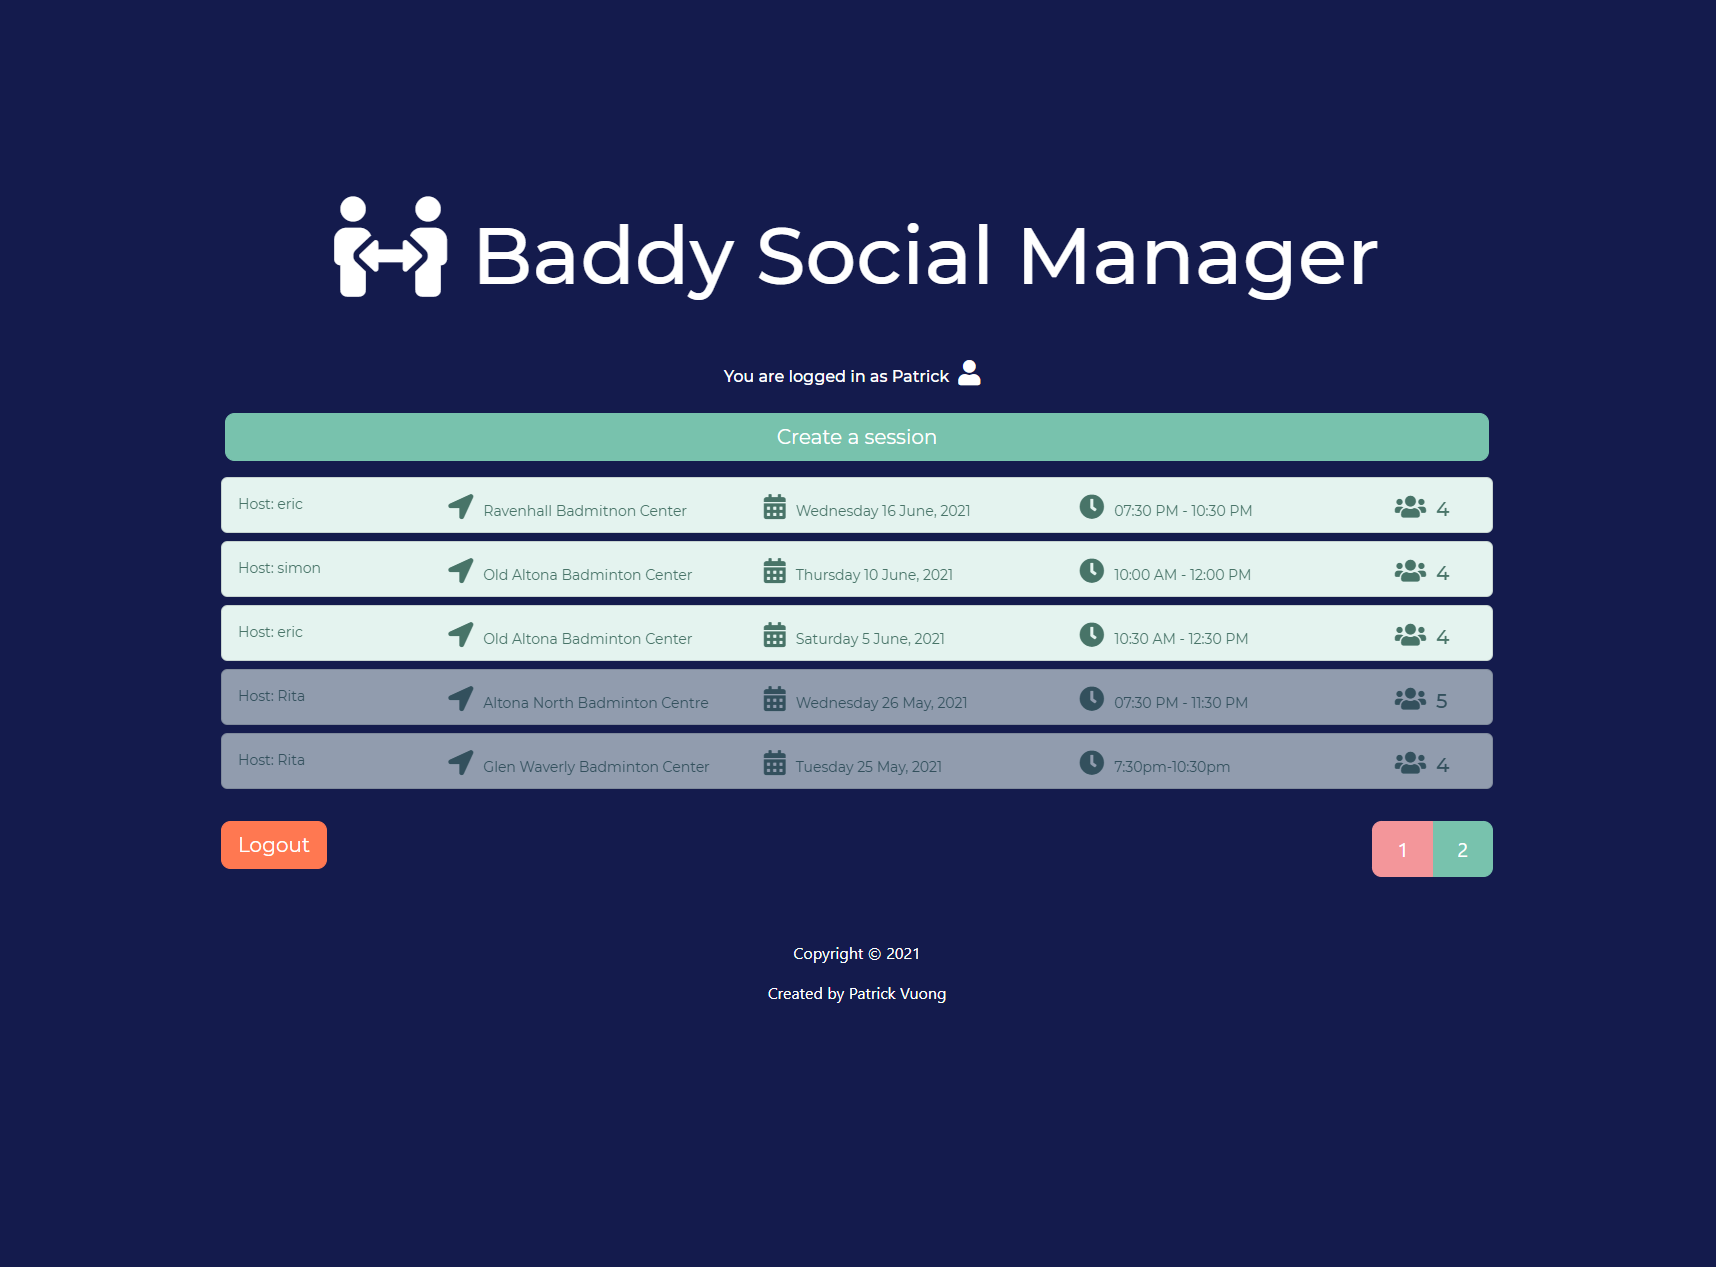 Baddy Social Manager
You are logged in as Patrick
Create a session
Host: eric Ravenhall Badmitnon Center Wednesday 16 June, 2021 07:30 PM - 10:30 PM 4
Host: simon Old Altona Badminton Center Thursday 10 June, 2021 10:00 AM - 12:00 PM 4
Host: eric Old Altona Badminton Center Saturday 5 June, 2021 10:30 AM - 12:30 PM 4
Host: Rita Altona North Badminton Centre Wednesday 26 May, 2021 07:30 PM - 11:30 PM 5
Host: Rita Glen Waverly Badminton Center Tuesday 25 May, 2021 7:30pm-10:30pm 4
Logout 1 2
Copyright © 2021
Created by Patrick Vuong